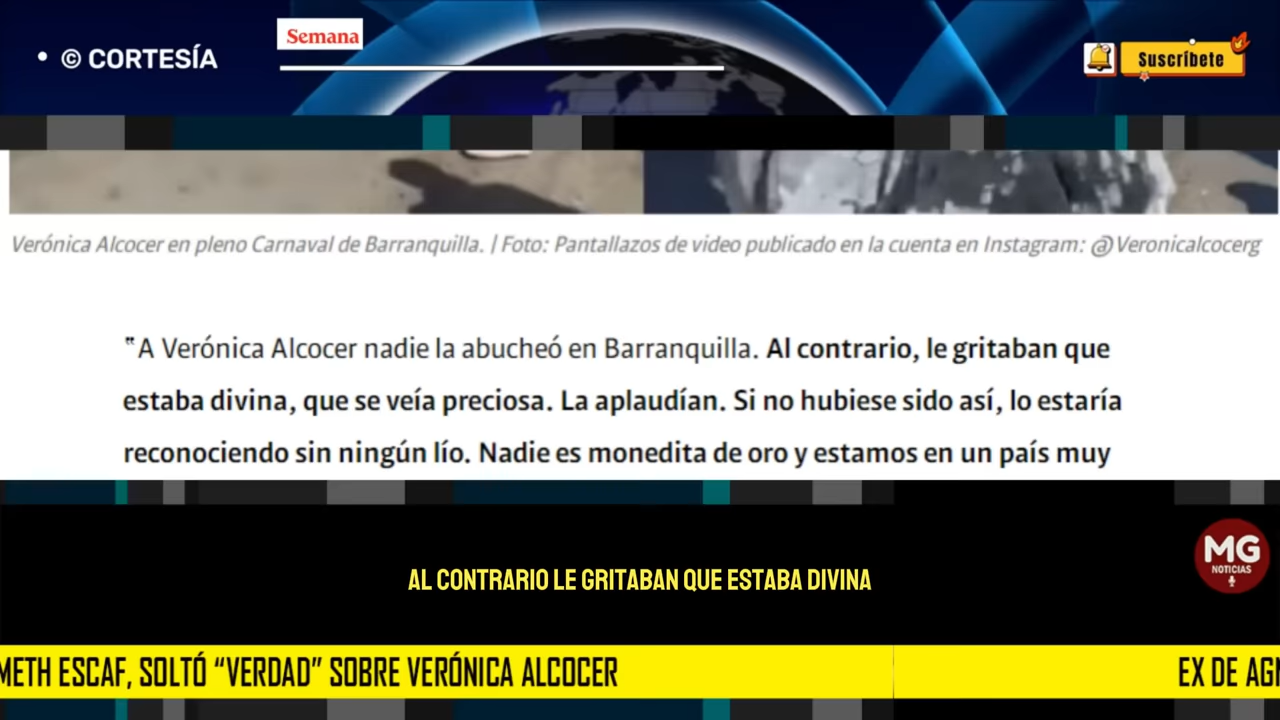 • © CORTESÍA
Semana
Suscríbete
Verónica Alcocer en pleno Carnaval de Barranquilla. | Foto: Pantallazos de video publicado en la cuenta en Instagram: @Veronicalcocerg
"A Verónica Alcocer nadie la abucheó en Barranquilla. Al contrario, le gritaban que
estaba divina, que se veía preciosa. La aplaudían. Si no hubiese sido así, lo estaría
reconociendo sin ningún lío. Nadie es monedita de oro y estamos en un país muy
MG
NOTICIAS
AL CONTRARIO LE GRITABAN QUE ESTABA DIVINA
METH ESCAF, SOLTÓ “VERDAD” SOBRE VERÓNICA ALCOCER
EX DE AG